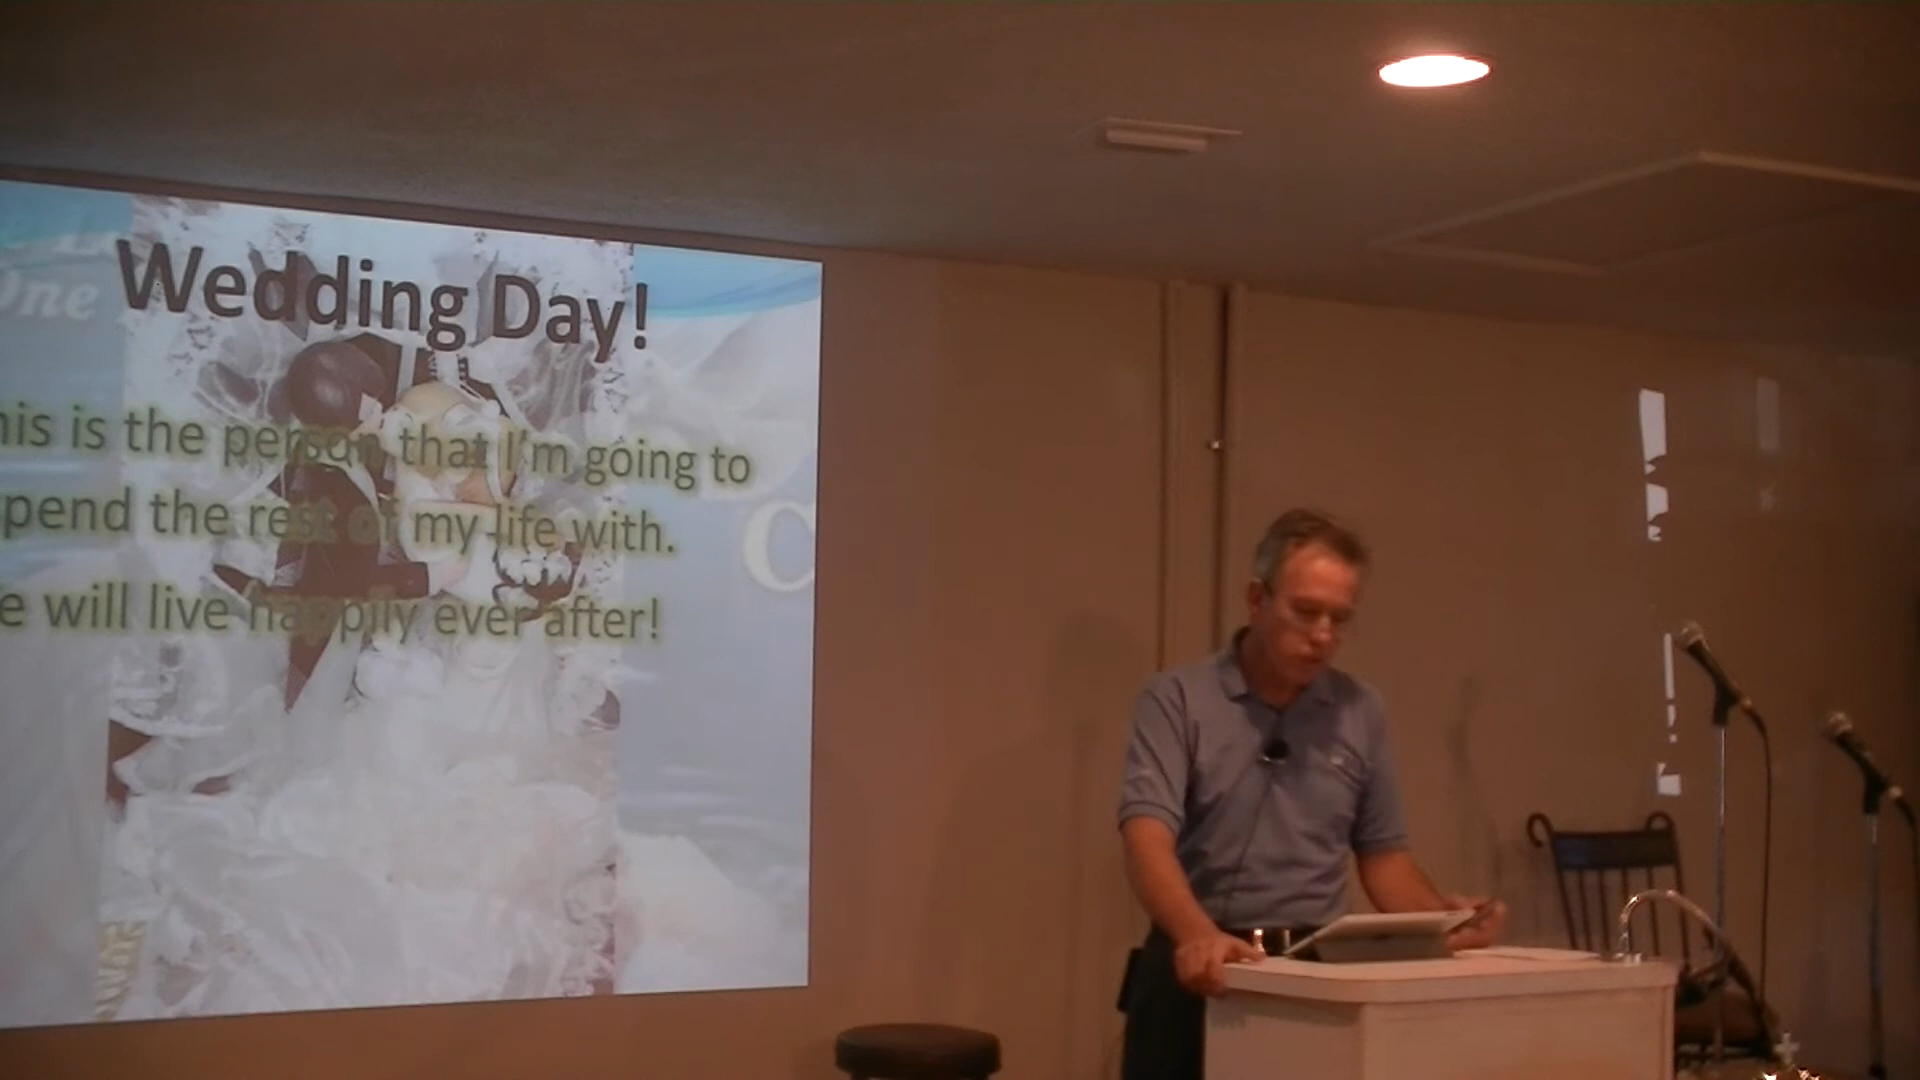 One
Wedding Day!
his is the person that I'm going to
pend the rest of my life with.
e will live happily ever after!
C